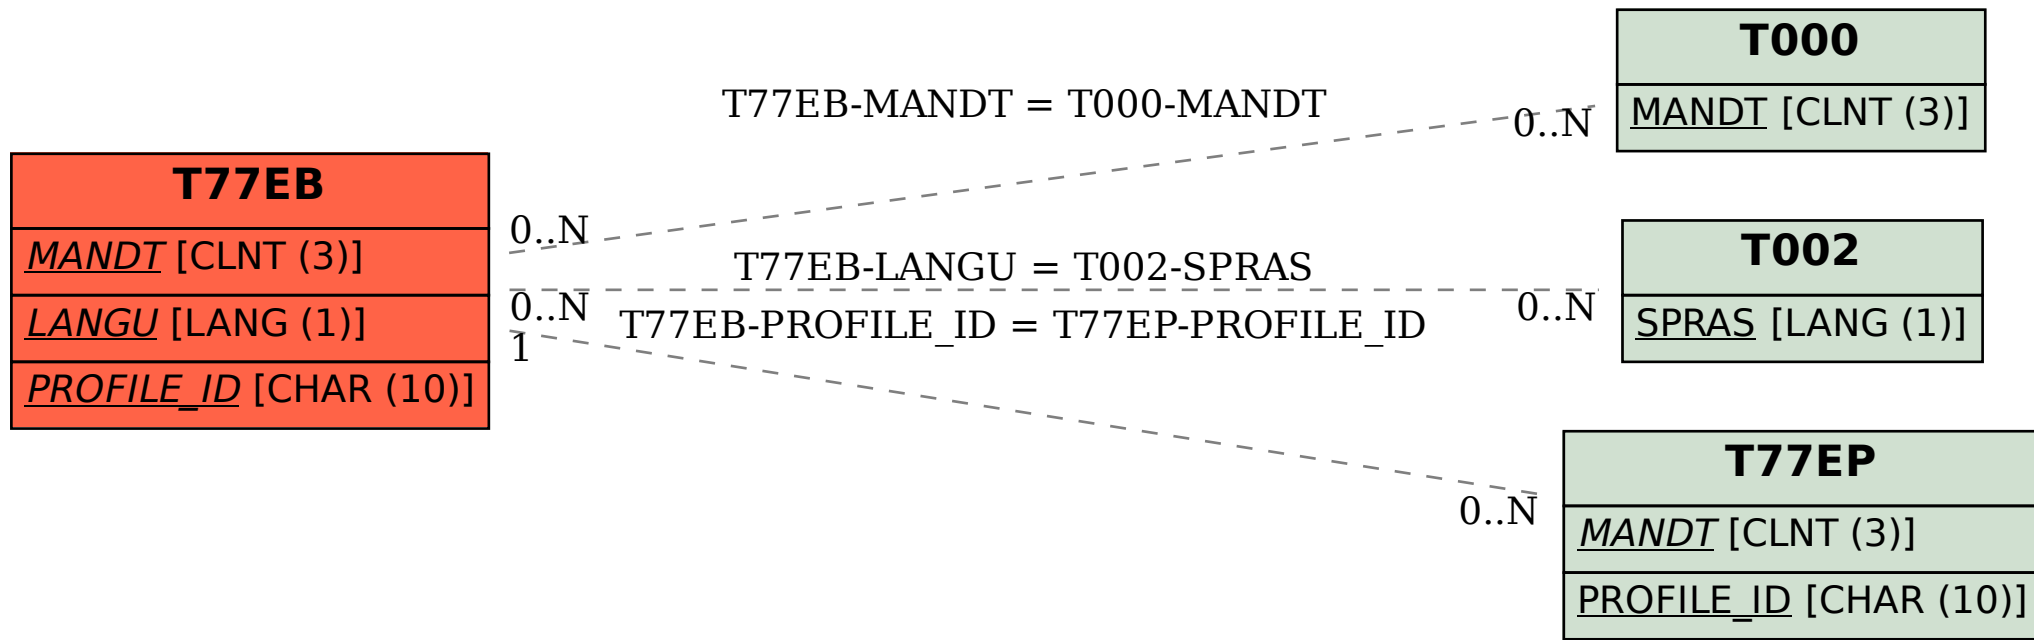 T77EB
MANDT [CLNT (3)]
LANGU [LANG (1)]
PROFILE_ID [CHAR (10)]
T77EB-MANDT = T000-MANDT
0..N
0..N
T77EB-LANGU = T002-SPRAS
0..N
0..N
T77EB-PROFILE_ID = T77EP-PROFILE_ID
1
0..N
T000
MANDT [CLNT (3)]
T002
SPRAS [LANG (1)]
T77EP
MANDT [CLNT (3)]
PROFILE_ID [CHAR (10)]